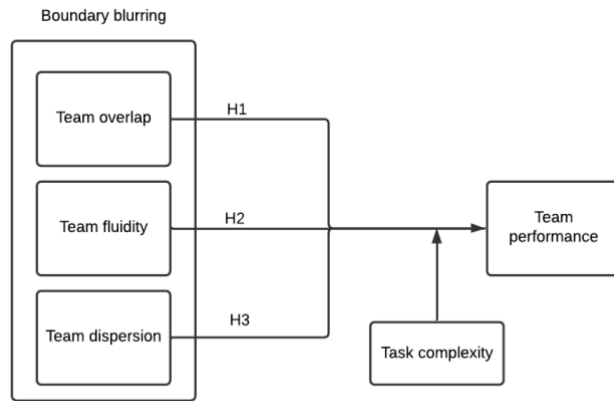 Boundary blurring
Team overlap
H1
Team fluidity
H2
Team
performance
Team dispersion
H3
Task complexity